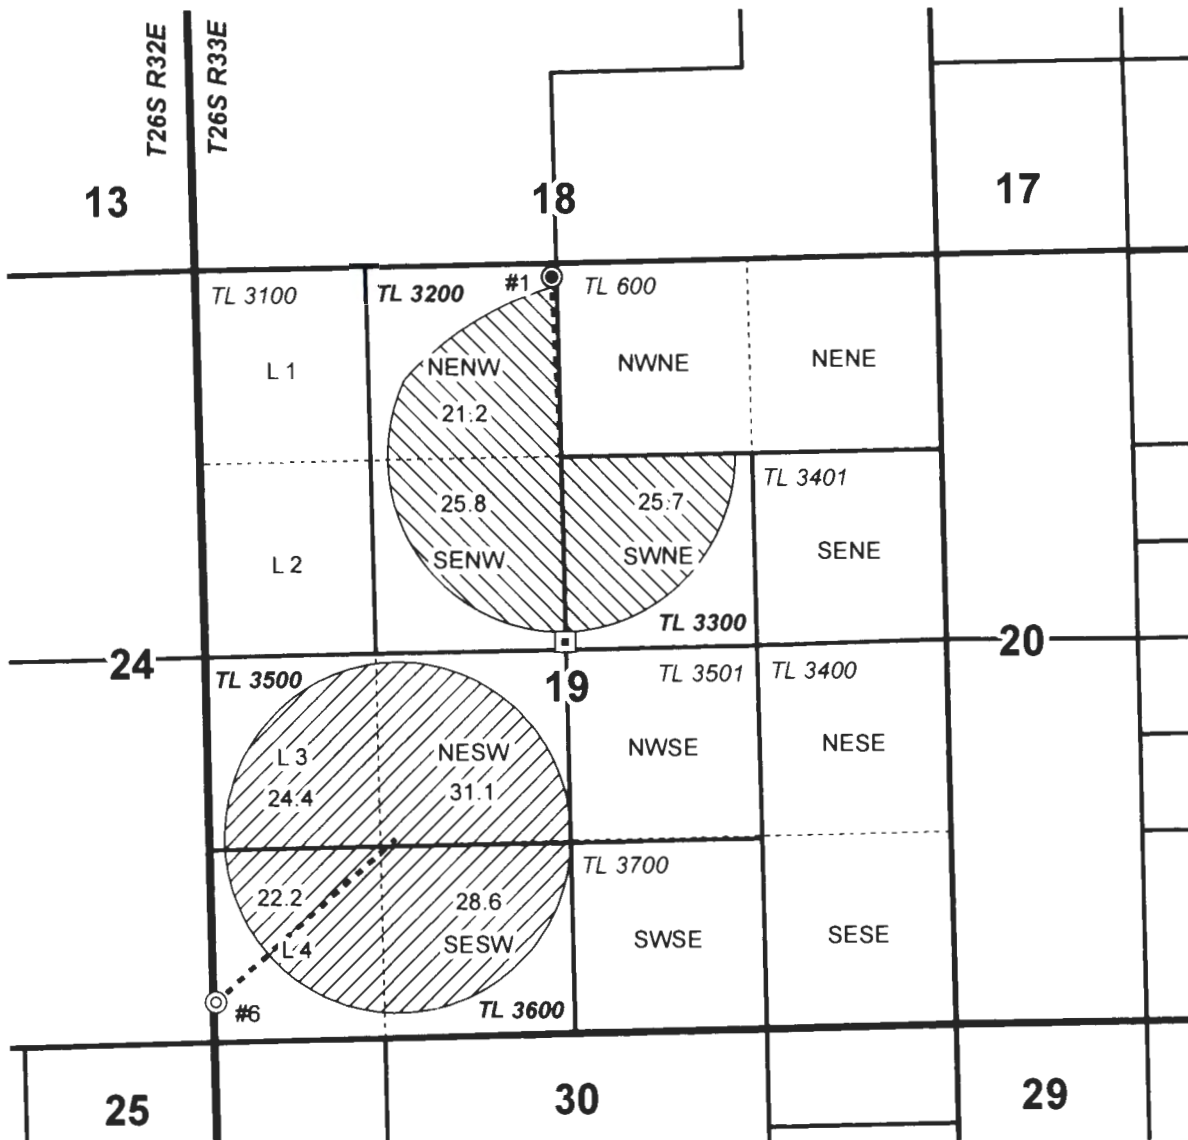 T26S R32E
T26S R33E
13
18
17
#1
TL 600
TL 3100
TL 3200
L 1
NENW
21.2
NWNE
NENE
TL 3401
25.8
25.7
L 2
SENW
SWNE
SENE
TL 3300
24
20
TL 3500
19
TL 3501
TL 3400
L 3
24.4
NESW
31.1
NWSE
NESE
TL 3700
22.2
28.6
L 4
SESW
SWSE
SESE
#6
TL 3600
25
30
29